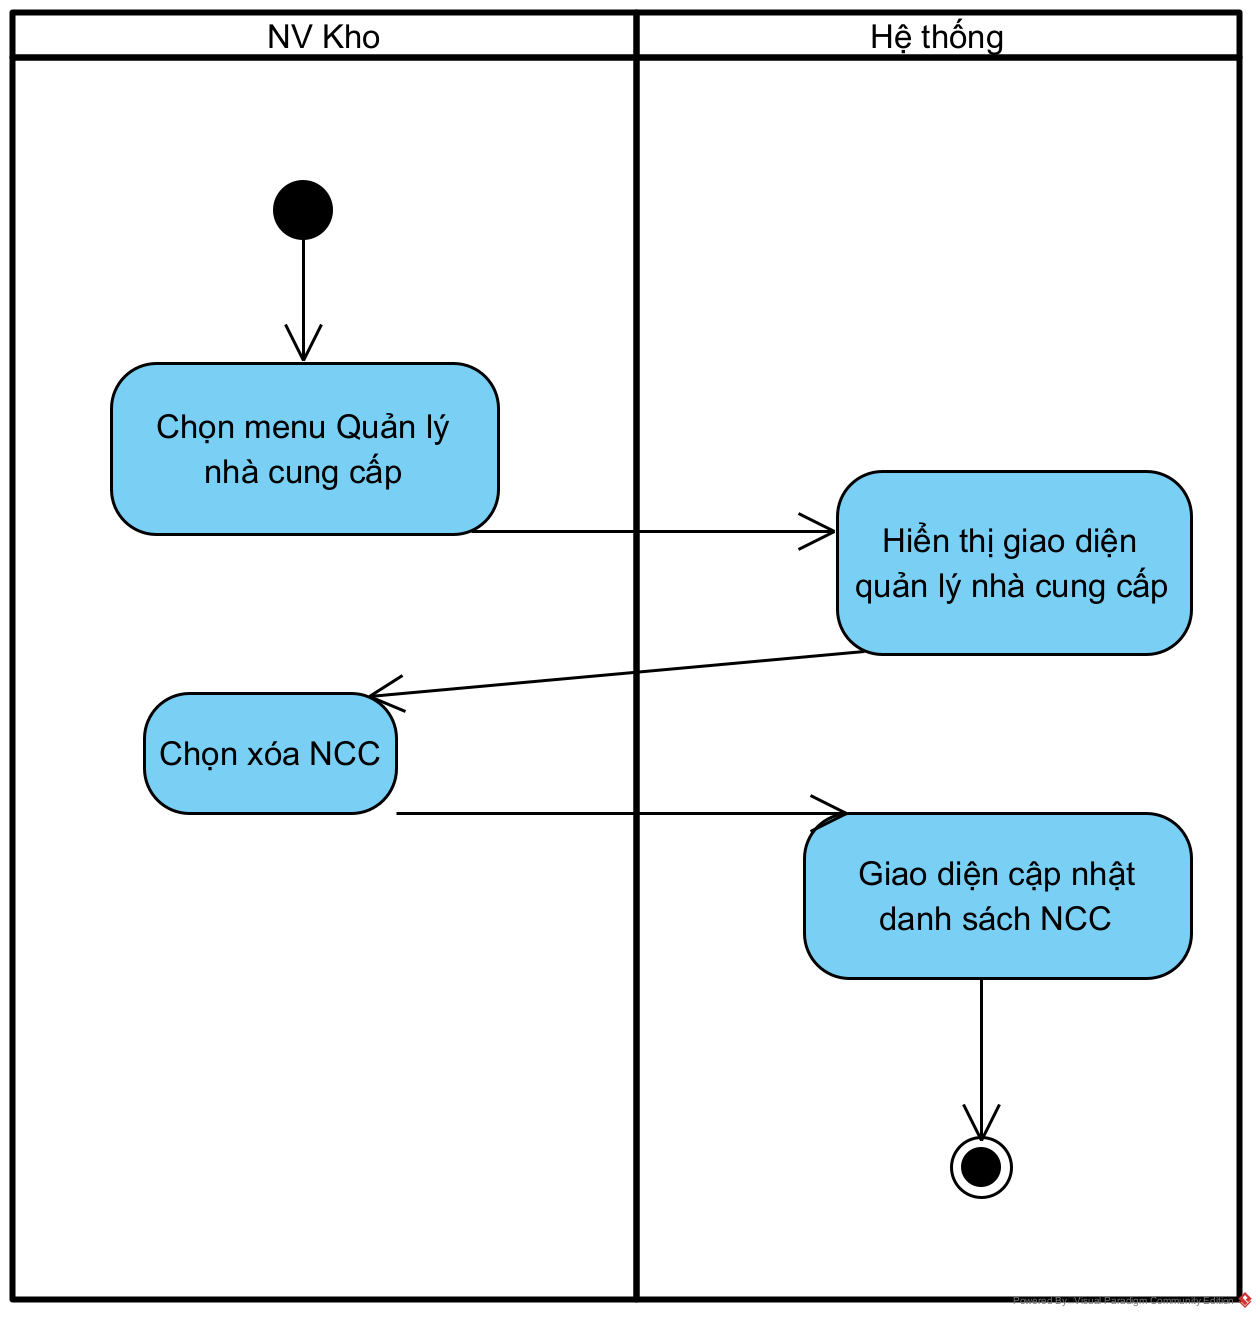 NV Kho
Hệ thống
Chọn menu Quản lý
nhà cung cấp
Hiển thị giao diện
quản lý nhà cung cấp
Chọn xóa NCC
Giao diện cập nhật
danh sách NCC
Powered By Visual Paradigm Community Edition